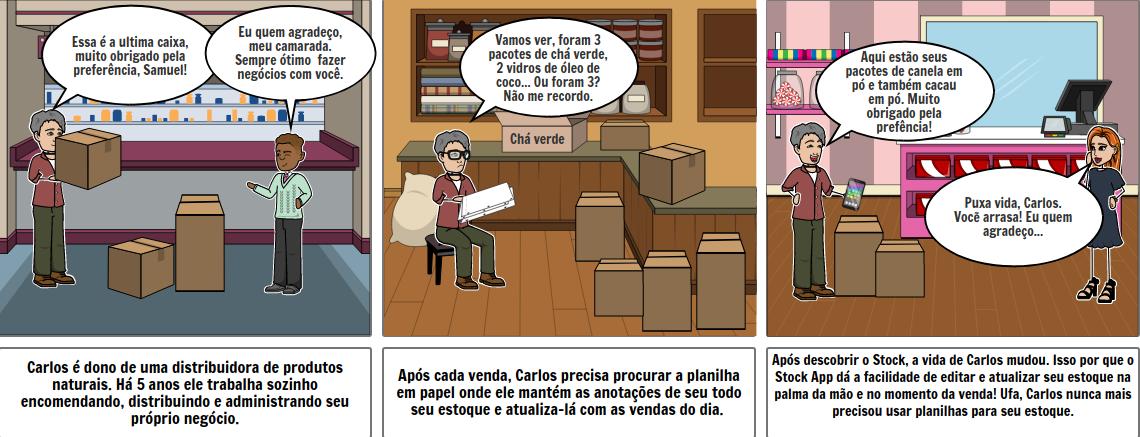 Essa é a ultima caixa,
muito obrigado pela
preferência, Samuel!
Eu quem agradeço,
meu camarada.
Sempre ótimo fazer
negócios com você.
Carlos é dono de uma distribuidora de produtos
naturais. Há 5 anos ele trabalha sozinho
encomendando, distribuindo e administrando seu
próprio negócio.
Vamos ver, foram 3
pacotes de chá verde,
2 vidros de óleo de
coco... Ou foram 3?
Não me recordo.
Chá verde
Após cada venda, Carlos precisa procurar a planilha
em papel onde ele mantém as anotações de seu todo
seu estoque e atualiza-lá com as vendas do dia.
Aqui estão seus
pacotes de canela em
pó e também cacau
em pó. Muito
obrigado pela
prefência!
Puxa vida, Carlos.
Você arrasa! Eu quem
agradeço...
Após descobrir o Stock, a vida de Carlos mudou. Isso por que o
Stock App dá a facilidade de editar e atualizar seu estoque na
palma da mão e no momento da venda! Ufa, Carlos nunca mais
precisou usar planilhas para seu estoque.